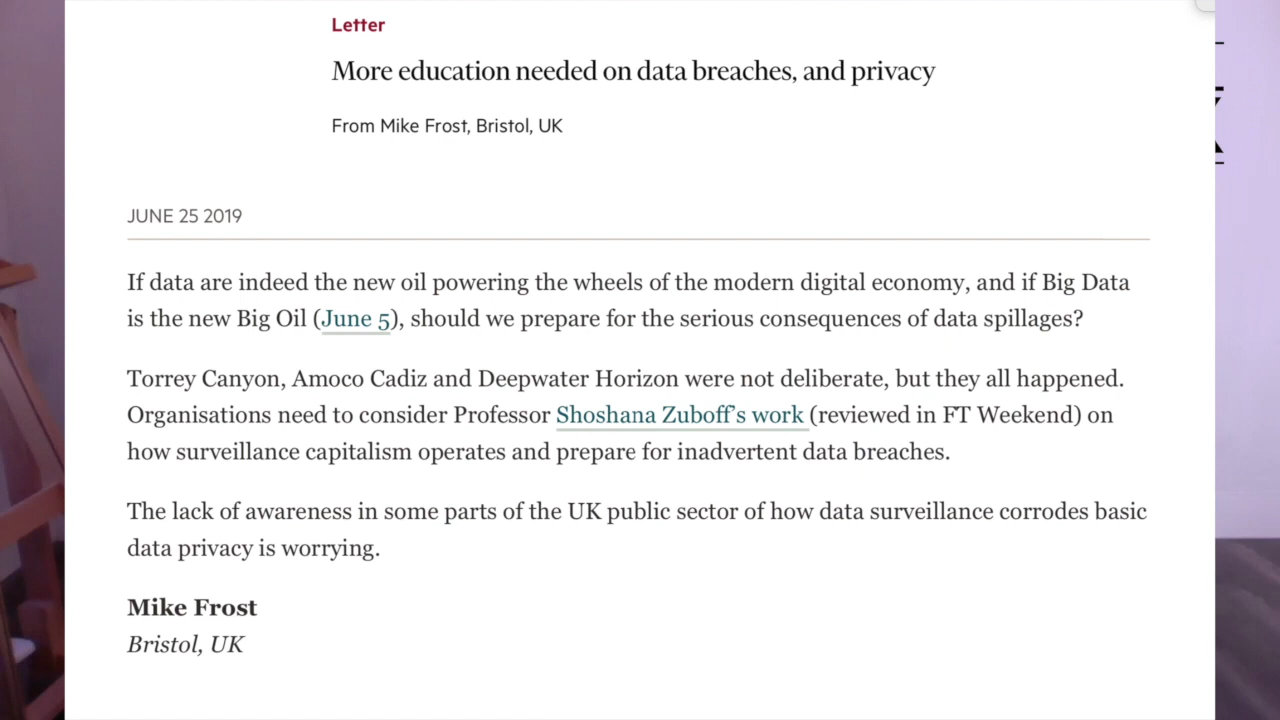 Letter
More education needed on data breaches, and privacy
From Mike Frost, Bristol, UK
JUNE 25 2019
If data are indeed the new oil powering the wheels of the modern digital economy, and if Big Data
is the new Big Oil (June 5), should we prepare for the serious consequences of data spillages?
Torrey Canyon, Amoco Cadiz and Deepwater Horizon were not deliberate, but they all happened.
Organisations need to consider Professor Shoshana Zuboff’s work (reviewed in FT Weekend) on
how surveillance capitalism operates and prepare for inadvertent data breaches.
The lack of awareness in some parts of the UK public sector of how data surveillance corrodes basic
data privacy is worrying.
Mike Frost
Bristol, UK